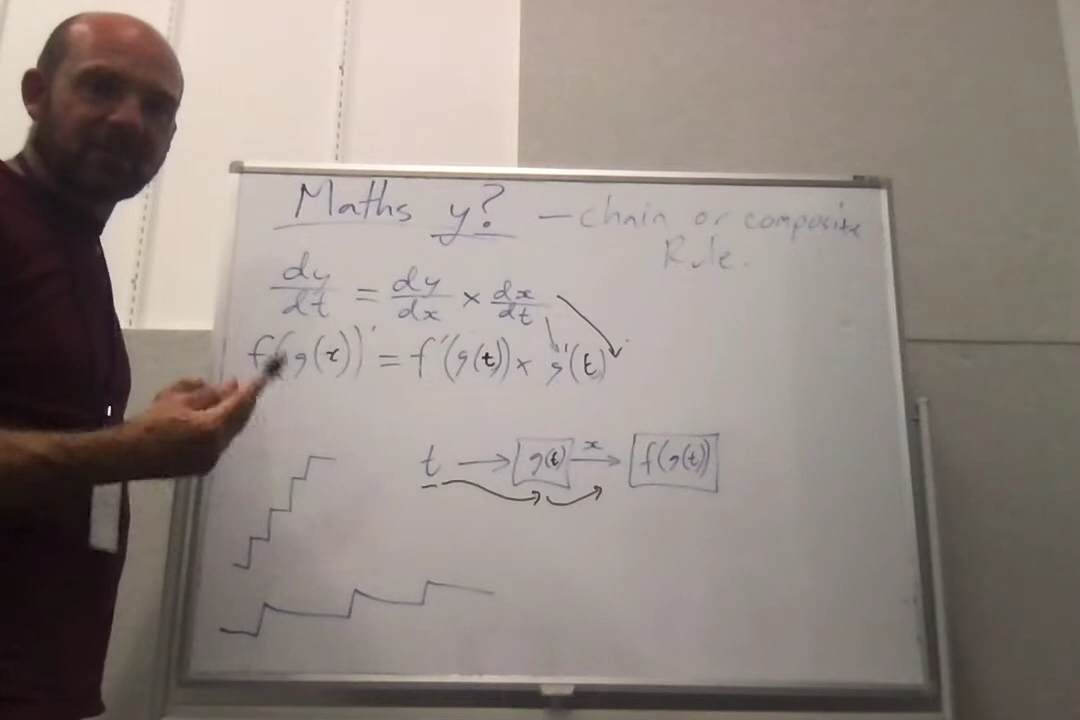 Maths y? — chain or composite
Rule.
dy/dt = dy/dx × dx/dt
f(g(x))' = f'(g(t)) × g'(t)
t → g(t) x → f(g(t))